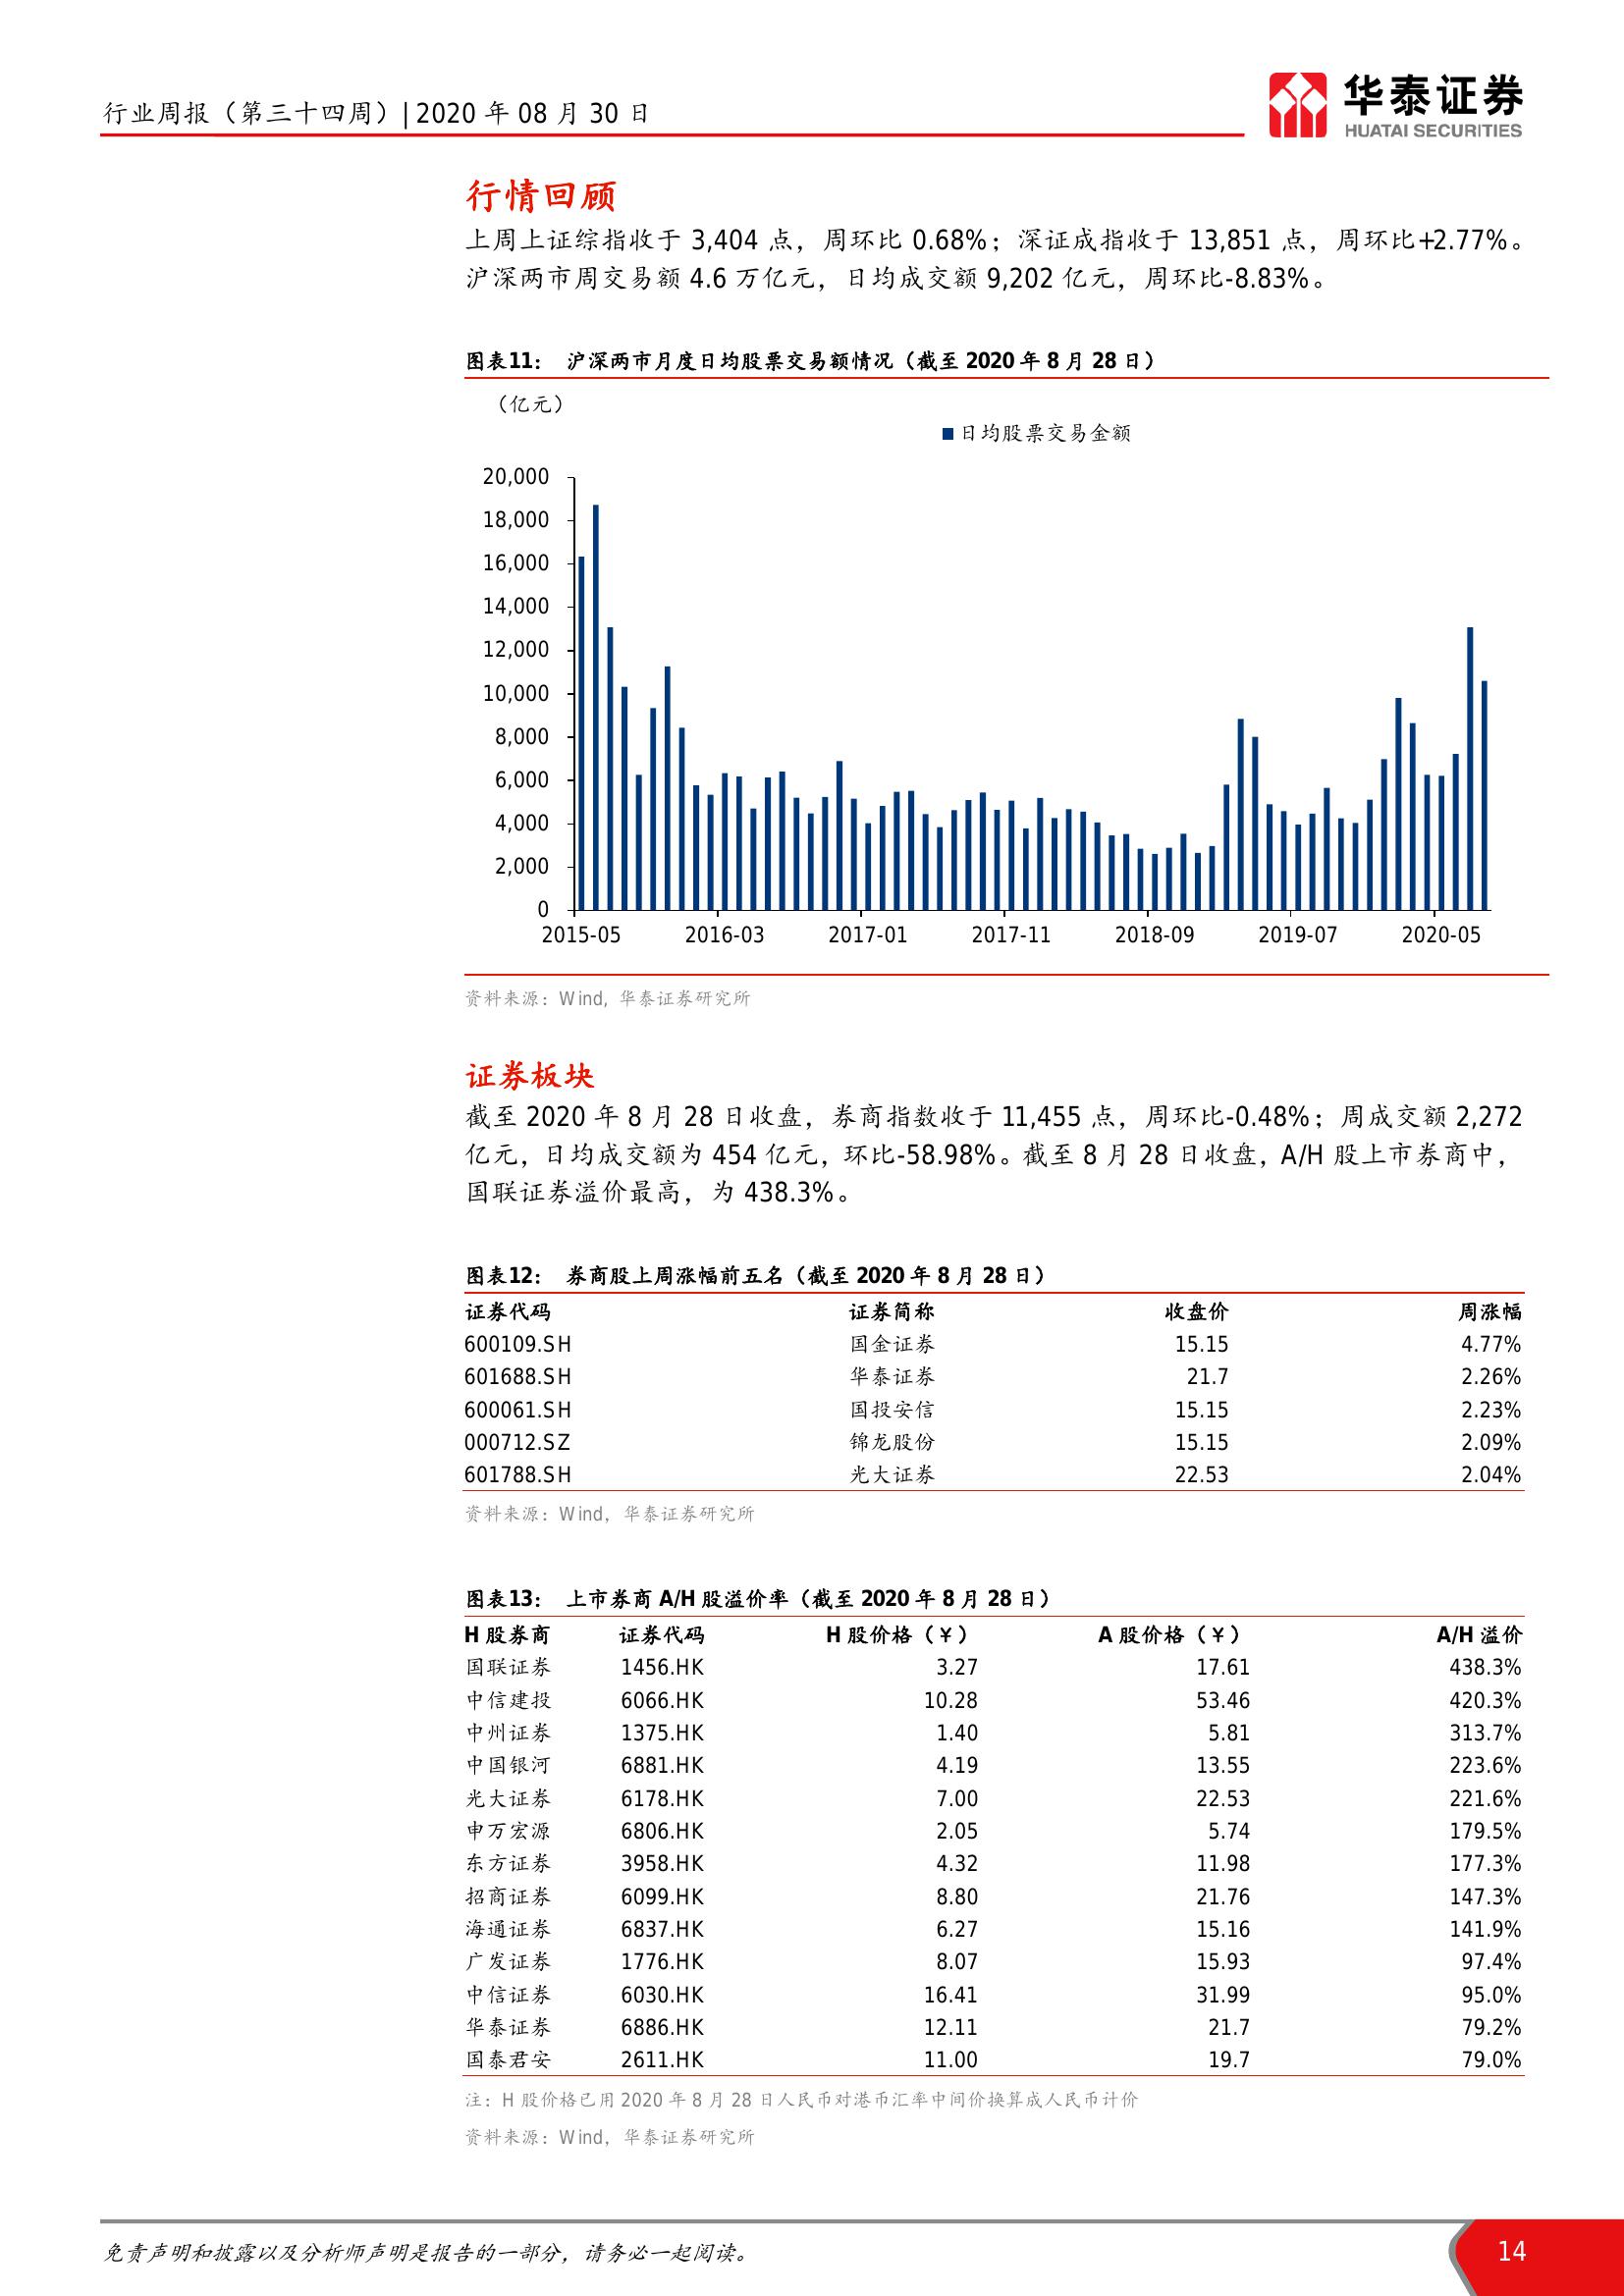 行业周报（第三十四周）| 2020 年 08 月 30 日
华泰证券
HUATAI SECURITIES
行情回顾
上周上证综指收于 3,404 点，周环比 0.68%；深证成指收于 13,851 点，周环比+2.77%。
沪深两市周交易额 4.6 万亿元，日均成交额 9,202 亿元，周环比-8.83%。
图表11： 沪深两市月度日均股票交易额情况（截至 2020 年 8 月 28 日）
（亿元）
日均股票交易金额
20,000
18,000
16,000
14,000
12,000
10,000
8,000
6,000
4,000
2,000
0
2015-05 2016-03 2017-01 2017-11 2018-09 2019-07 2020-05
资料来源：Wind, 华泰证券研究所
证券板块
截至 2020 年 8 月 28 日收盘，券商指数收于 11,455 点，周环比-0.48%；周成交额 2,272
亿元，日均成交额为 454 亿元，环比-58.98%。截至 8 月 28 日收盘，A/H 股上市券商中，
国联证券溢价最高，为 438.3%。
图表12： 券商股上周涨幅前五名（截至 2020 年 8 月 28 日）
证券代码 证券简称 收盘价 周涨幅
600109.SH 国金证券 15.15 4.77%
601688.SH 华泰证券 21.7 2.26%
600061.SH 国投安信 15.15 2.23%
000712.SZ 锦龙股份 15.15 2.09%
601788.SH 光大证券 22.53 2.04%
资料来源：Wind，华泰证券研究所
图表13： 上市券商 A/H 股溢价率（截至 2020 年 8 月 28 日）
H 股券商 证券代码 H 股价格（￥） A 股价格（￥） A/H 溢价
国联证券 1456.HK 3.27 17.61 438.3%
中信建投 6066.HK 10.28 53.46 420.3%
中州证券 1375.HK 1.40 5.81 313.7%
中国银河 6881.HK 4.19 13.55 223.6%
光大证券 6178.HK 7.00 22.53 221.6%
申万宏源 6806.HK 2.05 5.74 179.5%
东方证券 3958.HK 4.32 11.98 177.3%
招商证券 6099.HK 8.80 21.76 147.3%
海通证券 6837.HK 6.27 15.16 141.9%
广发证券 1776.HK 8.07 15.93 97.4%
中信证券 6030.HK 16.41 31.99 95.0%
华泰证券 6886.HK 12.11 21.7 79.2%
国泰君安 2611.HK 11.00 19.7 79.0%
注：H 股价格已用 2020 年 8 月 28 日人民币对港币汇率中间价换算成人民币计价
资料来源：Wind，华泰证券研究所
免责声明和披露以及分析师声明是报告的一部分，请务必一起阅读。
14